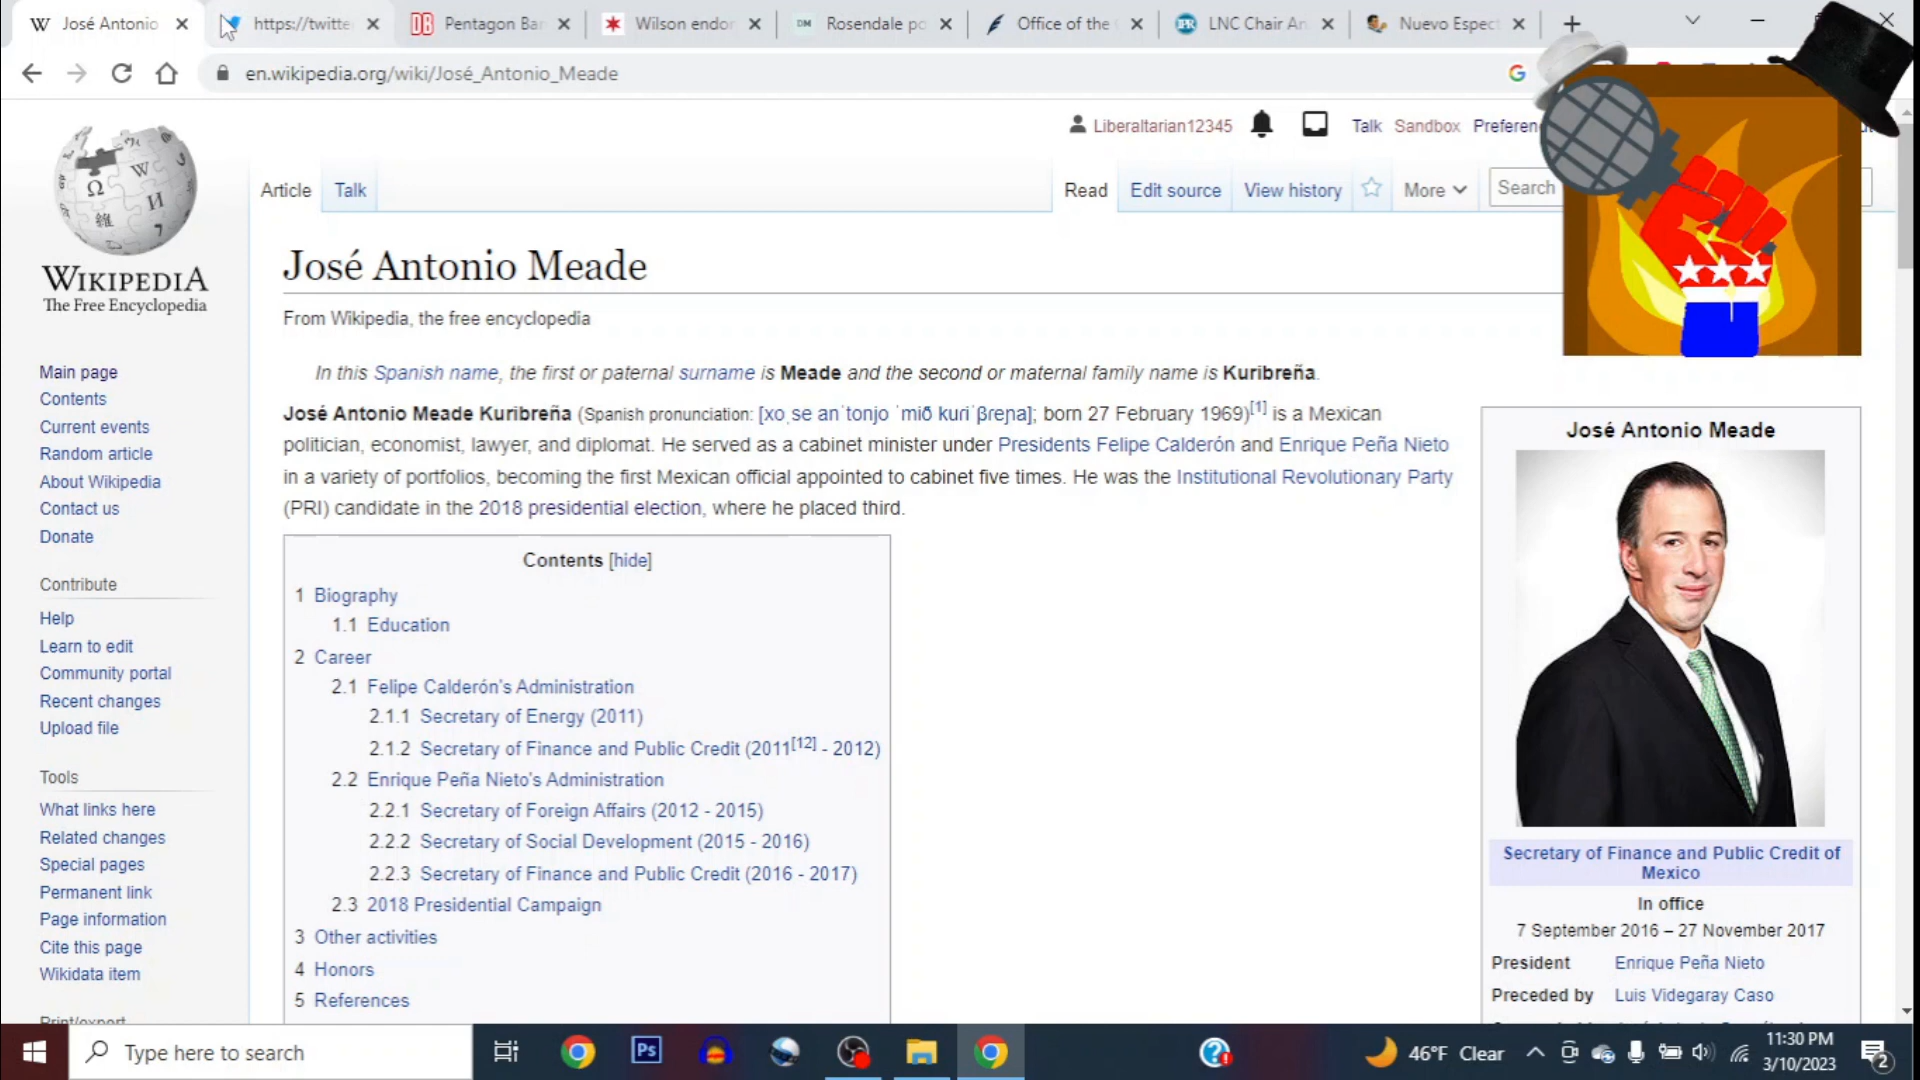 José Antonio
https://twitte
Pentagon Ba
Wilson endor
Rosendale po
Office of the
LNC Chair An
Nuevo Espect
en.wikipedia.org/wiki/José_Antonio_Meade
Liberaltarian12345 Talk Sandbox Preferen
Article Talk Read Edit source View history More Search
WIKIPEDIA
The Free Encyclopedia
Main page
Contents
Current events
Random article
About Wikipedia
Contact us
Donate
Contribute
Help
Learn to edit
Community portal
Recent changes
Upload file
Tools
What links here
Related changes
Special pages
Permanent link
Page information
Cite this page
Wikidata item
Print/export
José Antonio Meade
From Wikipedia, the free encyclopedia
In this Spanish name, the first or paternal surname is Meade and the second or maternal family name is Kuribreña.
José Antonio Meade Kuribreña (Spanish pronunciation: [xoˌse anˈtonjo ˈmið kuɾiˈβɾeɲa]; born 27 February 1969)[1] is a Mexican
politician, economist, lawyer, and diplomat. He served as a cabinet minister under Presidents Felipe Calderón and Enrique Peña Nieto
in a variety of portfolios, becoming the first Mexican official appointed to cabinet five times. He was the Institutional Revolutionary Party
(PRI) candidate in the 2018 presidential election, where he placed third.
Contents [hide]
1 Biography
1.1 Education
2 Career
2.1 Felipe Calderón's Administration
2.1.1 Secretary of Energy (2011)
2.1.2 Secretary of Finance and Public Credit (2011[12] - 2012)
2.2 Enrique Peña Nieto's Administration
2.2.1 Secretary of Foreign Affairs (2012 - 2015)
2.2.2 Secretary of Social Development (2015 - 2016)
2.2.3 Secretary of Finance and Public Credit (2016 - 2017)
2.3 2018 Presidential Campaign
3 Other activities
4 Honors
5 References
José Antonio Meade
Secretary of Finance and Public Credit of
Mexico
In office
7 September 2016 – 27 November 2017
President Enrique Peña Nieto
Preceded by Luis Videgaray Caso
Type here to search
Ps
46°F Clear
11:30 PM
3/10/2023
2